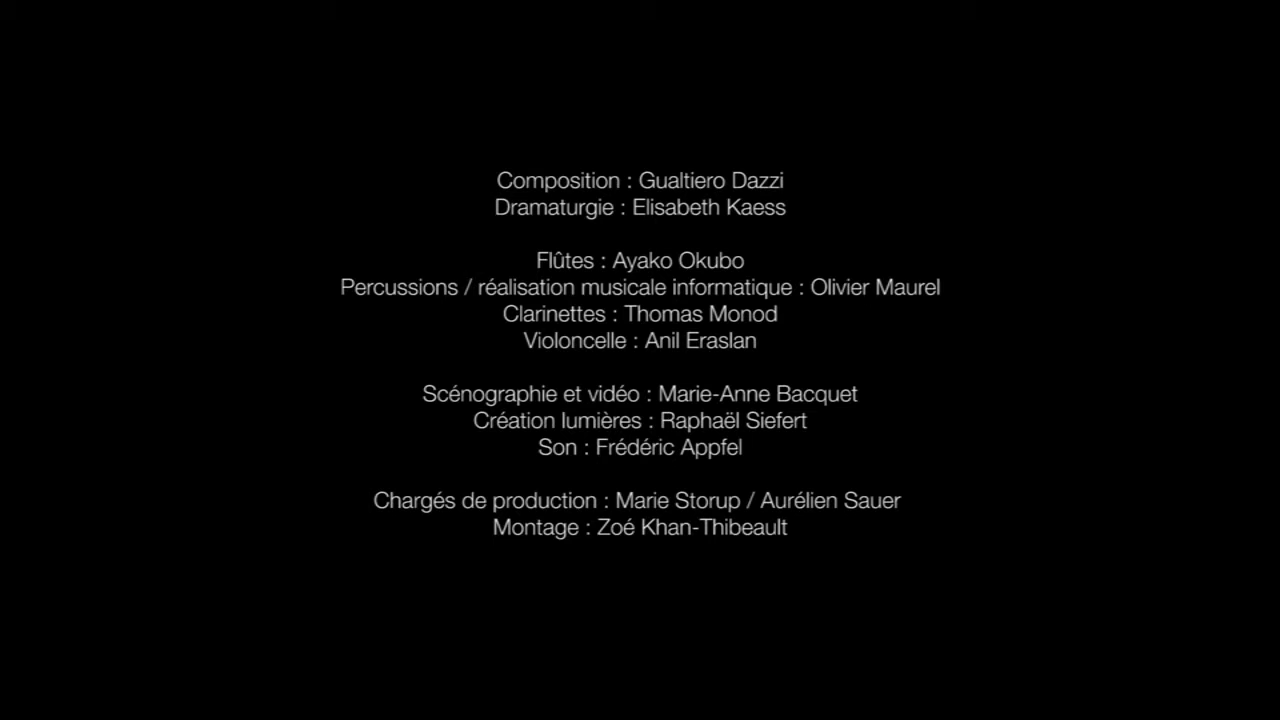 Composition : Gualtiero Dazzi
Dramaturgie : Elisabeth Kaess
Flûtes : Ayako Okubo
Percussions / réalisation musicale informatique : Olivier Maurel
Clarinettes : Thomas Monod
Violoncelle : Anil Eraslan
Scénographie et vidéo : Marie-Anne Bacquet
Création lumières : Raphaël Siefert
Son : Frédéric Appfel
Chargés de production : Marie Storup / Aurélien Sauer
Montage : Zoé Khan-Thibeault